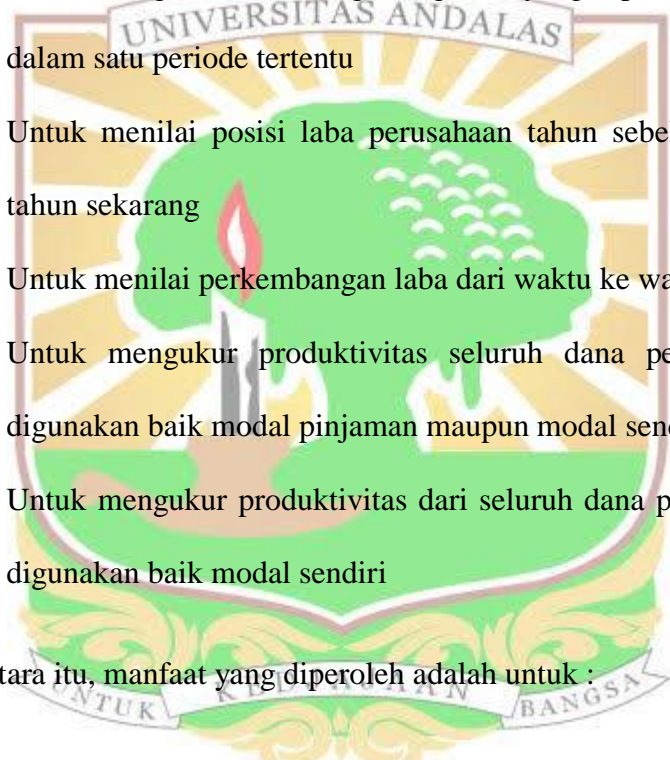 UNIVERSITAS ANDALAS
dalam satu periode tertentu
Untuk menilai posisi laba perusahaan tahun sebe
tahun sekarang
Untuk menilai perkembangan laba dari waktu ke wa
Untuk mengukur produktivitas seluruh dana pe
digunakan baik modal pinjaman maupun modal send
Untuk mengukur produktivitas dari seluruh dana p
digunakan baik modal sendiri
tara itu, manfaat yang diperoleh adalah untuk :
UNTUK KEDJAJAAN BANGSA